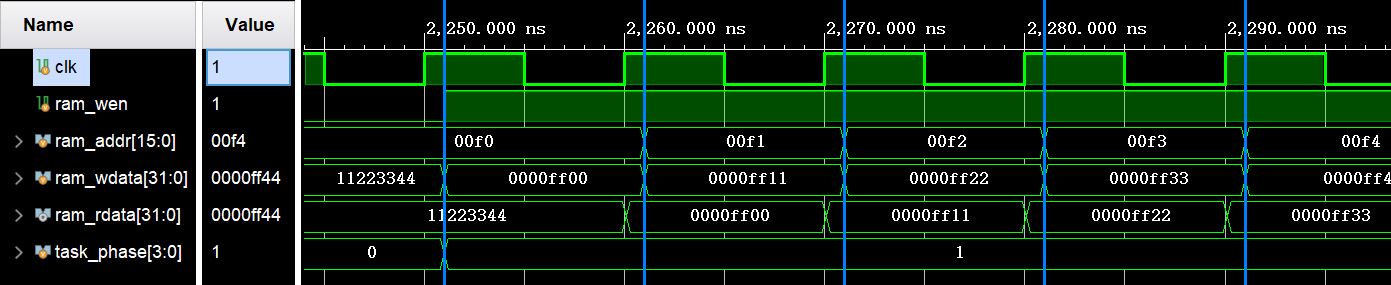 Name Value 2,250.000 ns 2,260.000 ns 2,270.000 ns 2,280.000 ns 2,290.000 ns
clk 1
ram_wen 1
ram_addr[15:0] 00f4 00f0 00f1 00f2 00f3 00f4
ram_wdata[31:0] 0000ff44 11223344 0000ff00 0000ff11 0000ff22 0000ff33 0000ff4
ram_rdata[31:0] 0000ff44 11223344 0000ff00 0000ff11 0000ff22 0000ff33
task_phase[3:0] 1 0 1